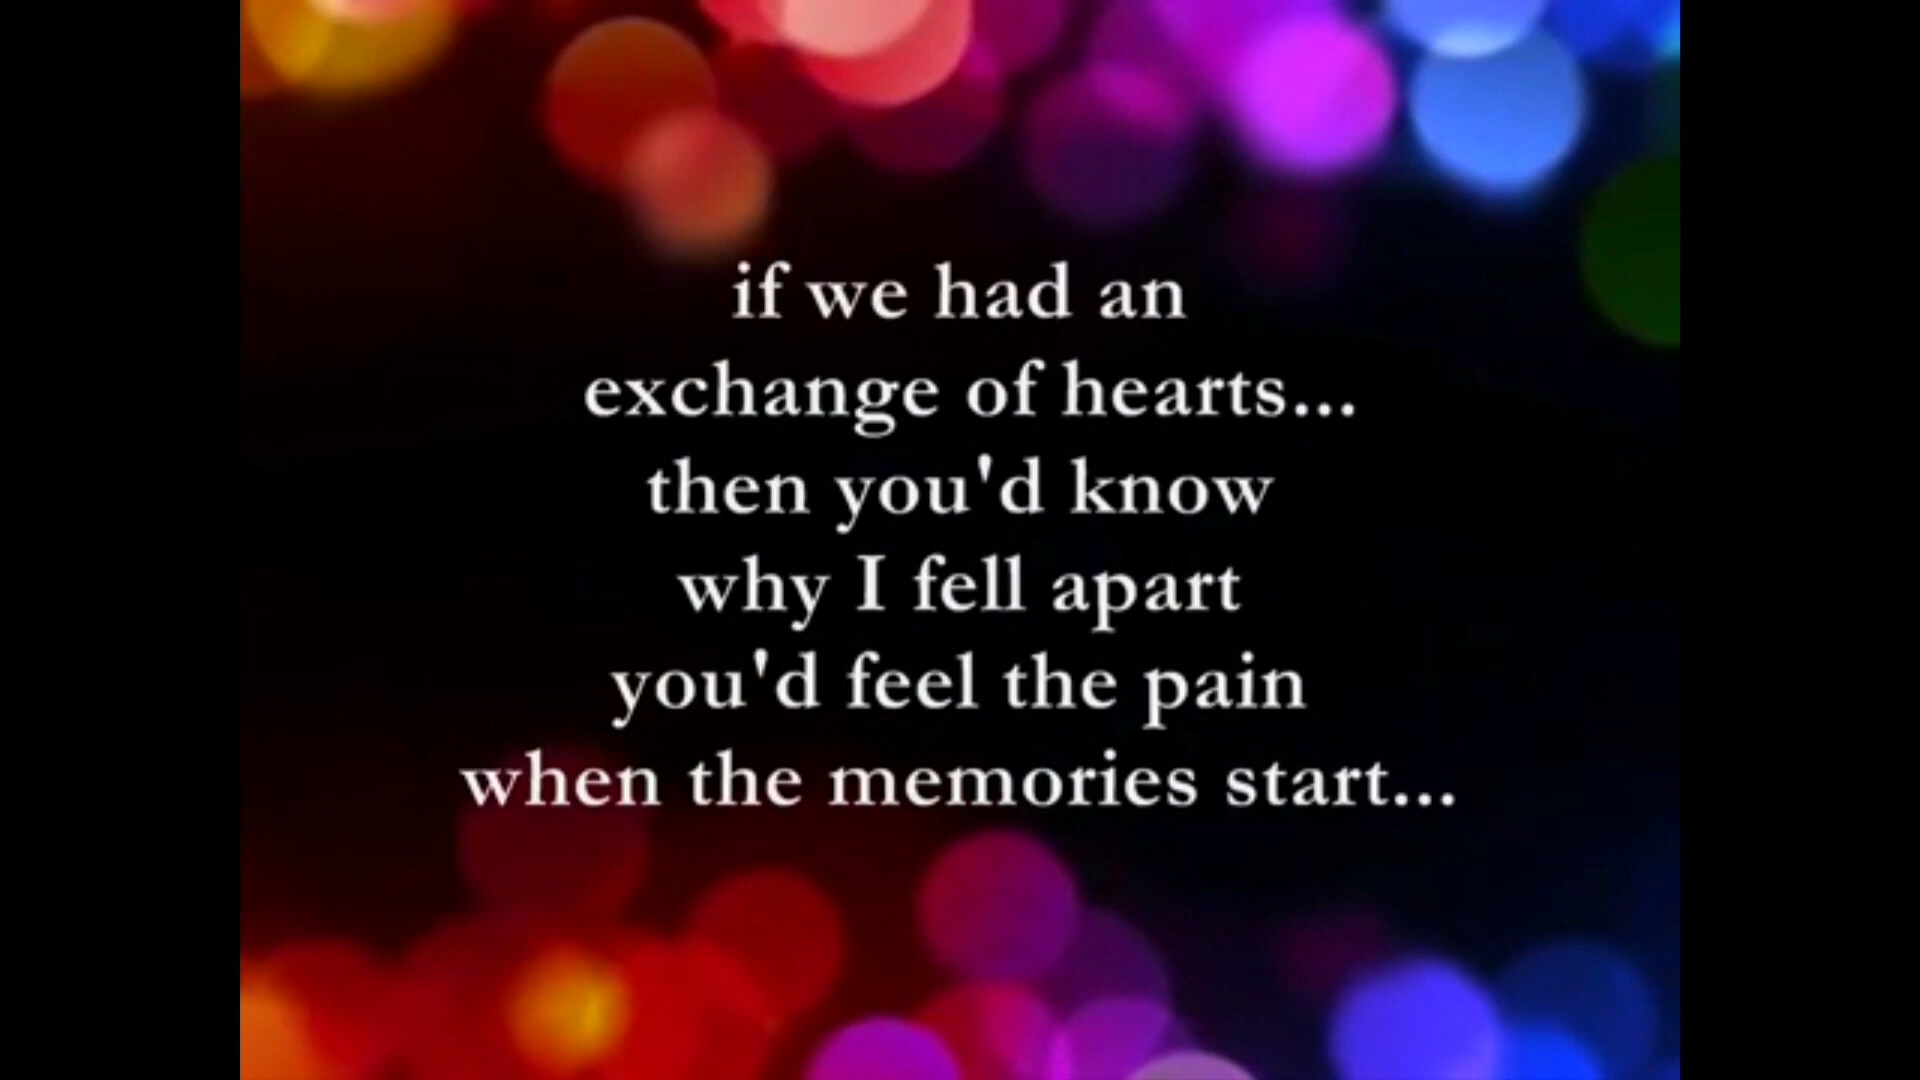 if we had an
exchange of hearts...
then you'd know
why I fell apart
you'd feel the pain
when the memories start...